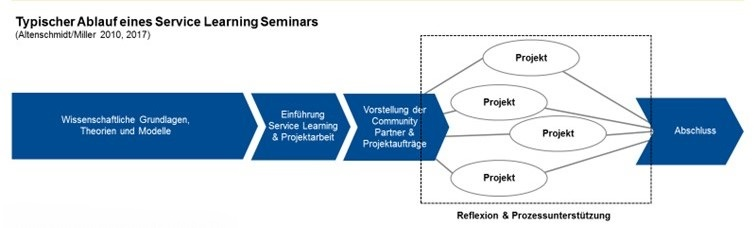 Typischer Ablauf eines Service Learning Seminars
(Altenschmidt/Miller 2010, 2017)
Wissenschaftliche Grundlagen,
Theorien und Modelle
Einführung
Service Learning
& Projektarbeit
Vorstellung der
Community
Partner &
Projektaufträge
Projekt
Projekt
Projekt
Projekt
Abschluss
Reflexion & Prozessunterstützung